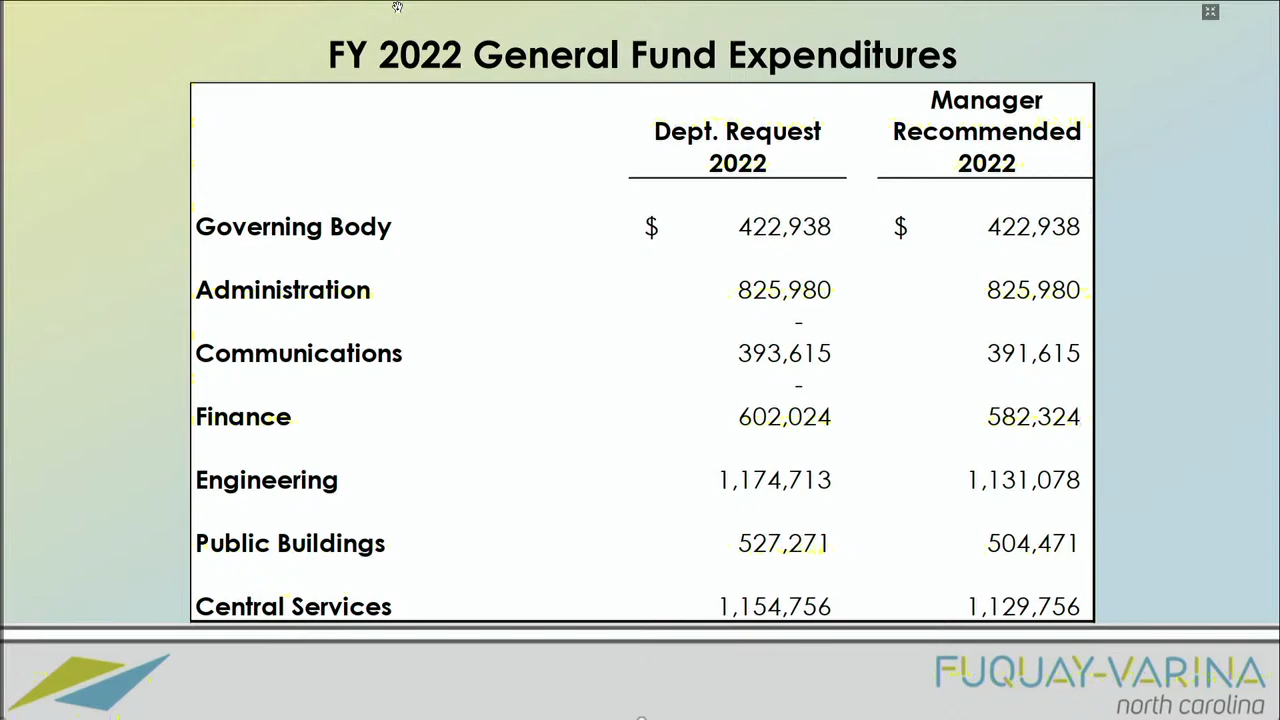 FY 2022 General Fund Expenditures
Manager
Dept. Request Recommended
2022 2022
Governing Body $ 422,938 $ 422,938
Administration 825,980 825,980
-
Communications 393,615 391,615
-
Finance 602,024 582,324
Engineering 1,174,713 1,131,078
Public Buildings 527,271 504,471
Central Services 1,154,756 1,129,756
FUQUAY-VARINA
north carolina